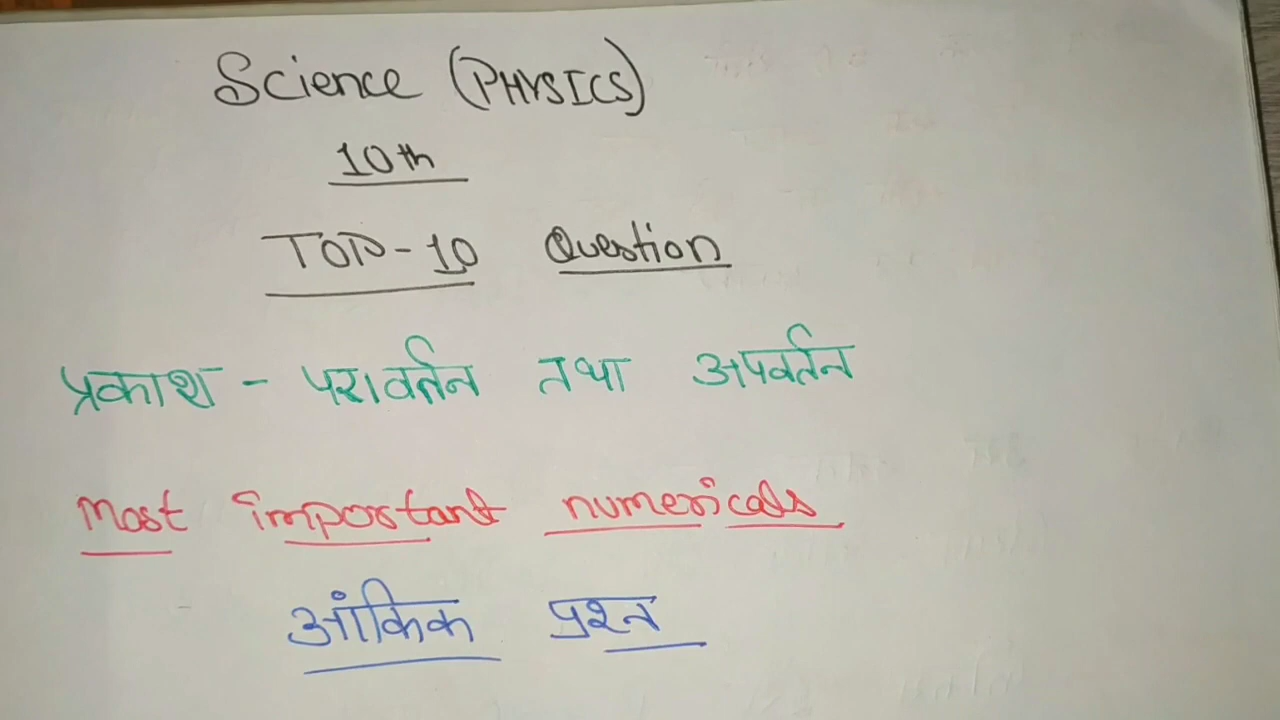 Science (PHYSICS)
10th
TOP-10 Question
प्रकाश - परावर्तन तथा अपवर्तन
Most important numericals
आंकिक प्रश्न